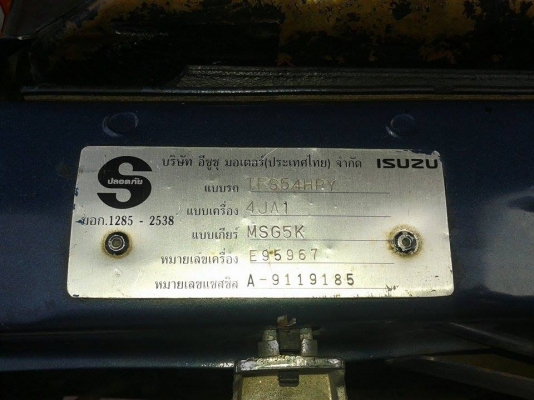 บริษัท อีซูซุ มอเตอร์(ประเทศไทย) จำกัด ISUZU
S
ปลอดภัย
มอก.1285 - 2538
แบบรถ TFS54HPY
แบบเครื่อง 4JA1
แบบเกียร์ MSG5K
หมายเลขเครื่อง E95967
หมายเลขแชสซิส A-9119185